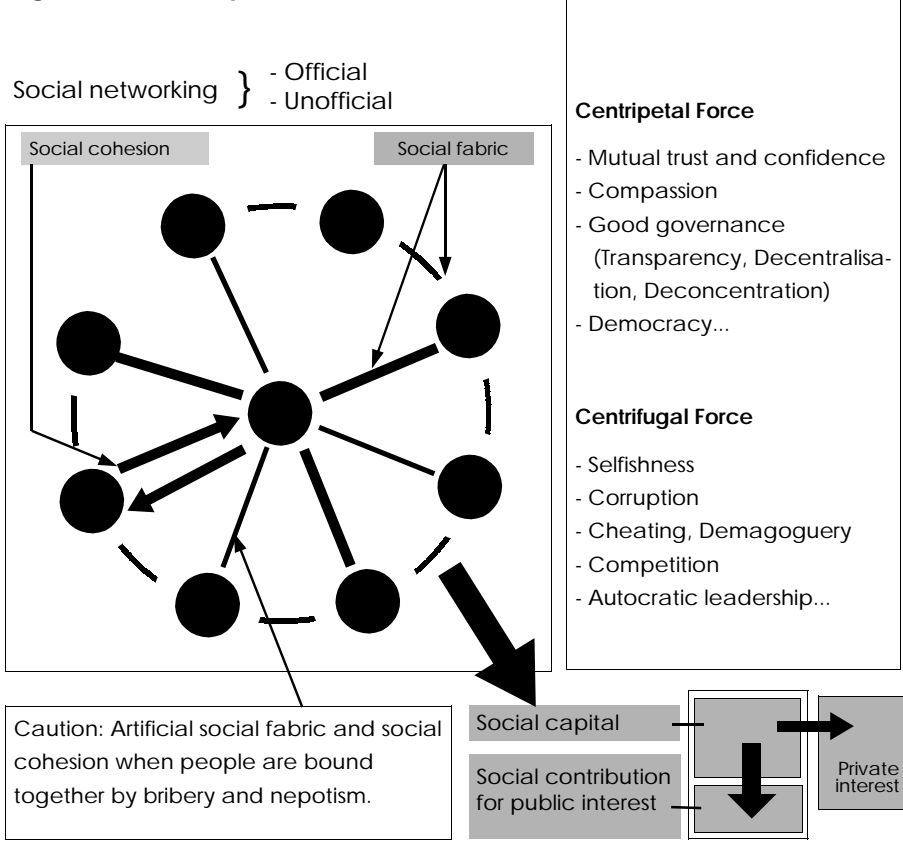 Social networking } - Official
- Unofficial
Social cohesion
Social fabric
Centripetal Force
- Mutual trust and confidence
- Compassion
- Good governance
(Transparency, Decentralisa-
tion, Deconcentration)
- Democracy...
Centrifugal Force
- Selfishness
- Corruption
- Cheating, Demagoguery
- Competition
- Autocratic leadership...
Caution: Artificial social fabric and social
cohesion when people are bound
together by bribery and nepotism.
Social capital
Social contribution
for public interest
Private
interest